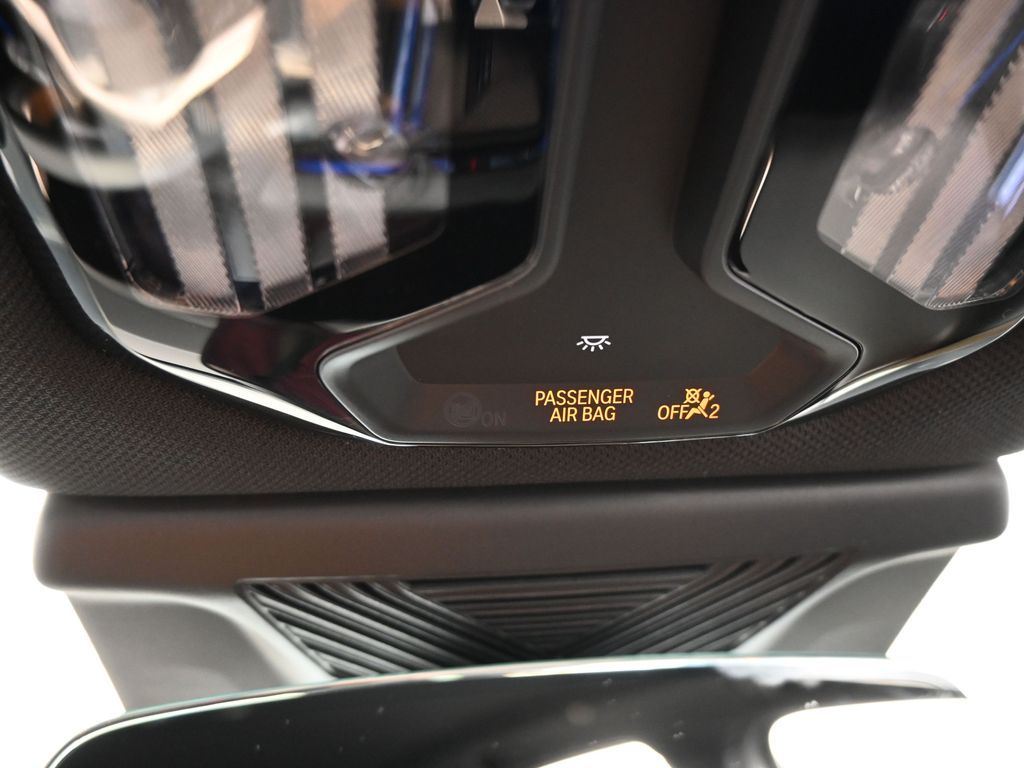 PASSENGER
AIR BAG
ON
OFF 2